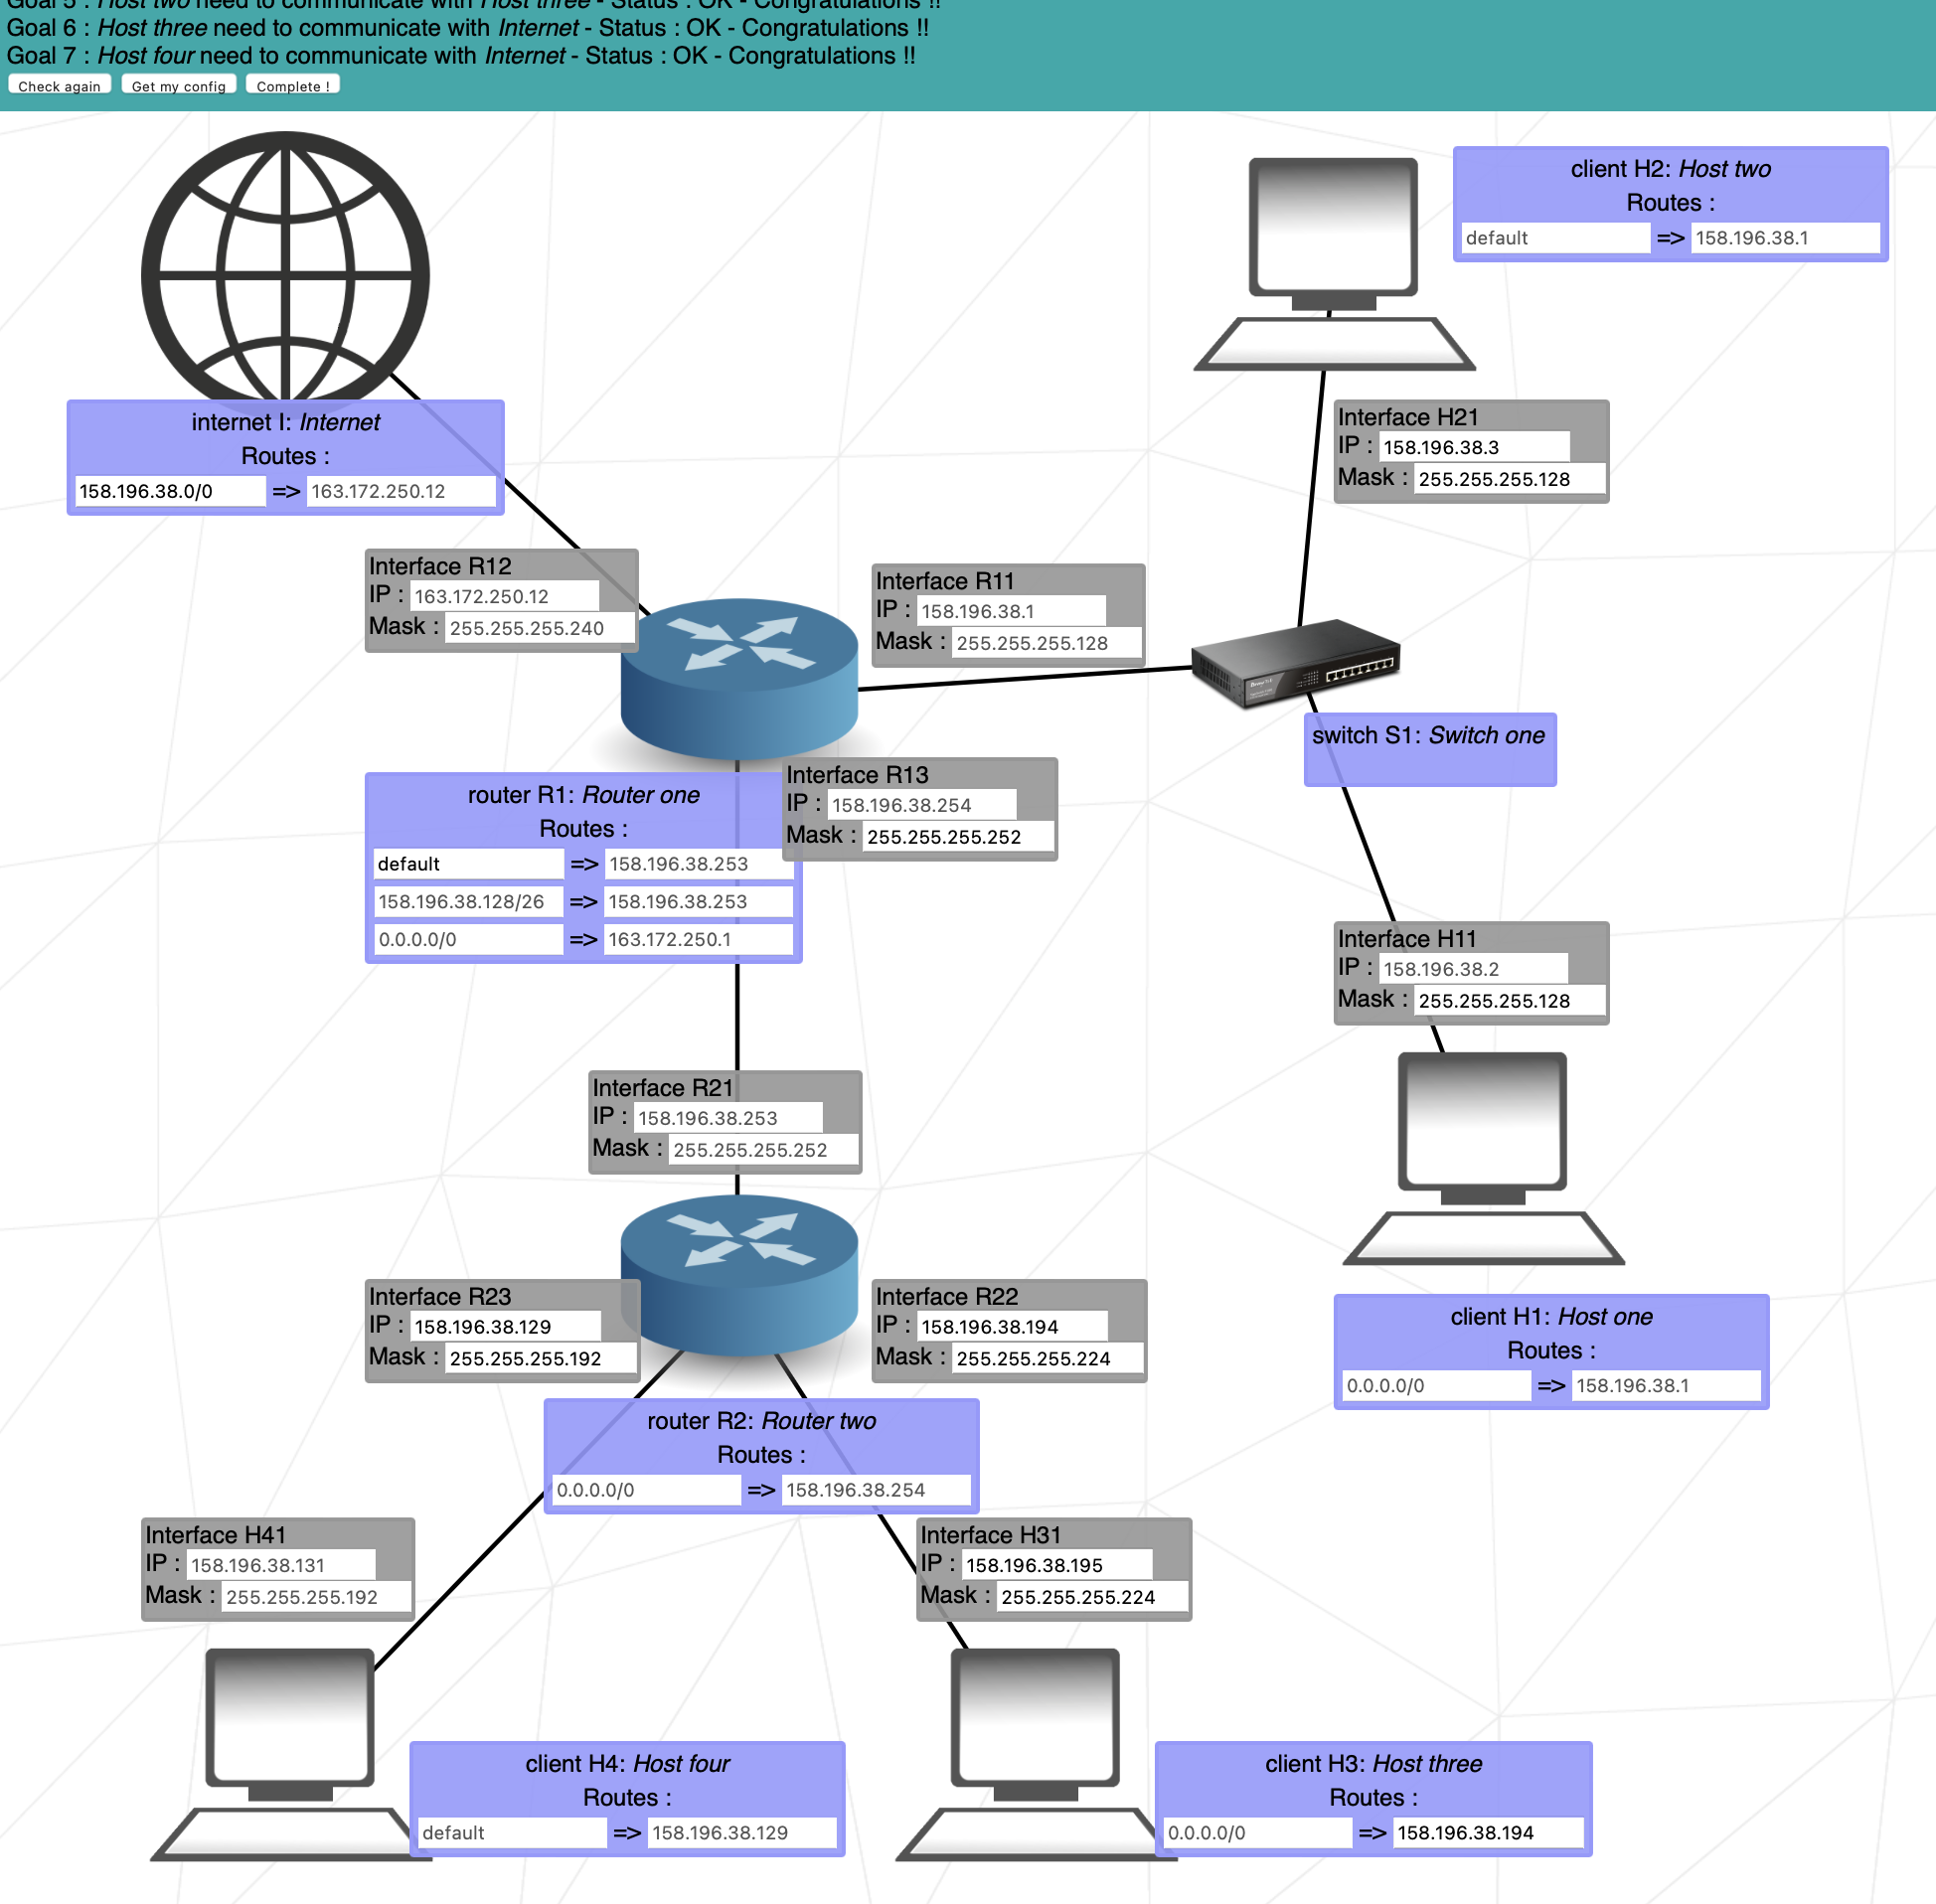 Goal 5 : Host two need to communicate with Host three - Status : OK - Congratulations !!
Goal 6 : Host three need to communicate with Internet - Status : OK - Congratulations !!
Goal 7 : Host four need to communicate with Internet - Status : OK - Congratulations !!
Check again Get my config Complete !
client H2: Host two
Routes :
default => 158.196.38.1
internet I: Internet
Routes :
158.196.38.0/0 => 163.172.250.12
Interface H21
IP : 158.196.38.3
Mask : 255.255.255.128
Interface R12
IP : 163.172.250.12
Mask : 255.255.255.240
Interface R11
IP : 158.196.38.1
Mask : 255.255.255.128
switch S1: Switch one
Interface R13
IP : 158.196.38.254
Mask : 255.255.255.252
router R1: Router one
Routes :
default => 158.196.38.253
158.196.38.128/26 => 158.196.38.253
0.0.0.0/0 => 163.172.250.1
Interface H11
IP : 158.196.38.2
Mask : 255.255.255.128
Interface R21
IP : 158.196.38.253
Mask : 255.255.255.252
Interface R23
IP : 158.196.38.129
Mask : 255.255.255.192
Interface R22
IP : 158.196.38.194
Mask : 255.255.255.224
client H1: Host one
Routes :
0.0.0.0/0 => 158.196.38.1
router R2: Router two
Routes :
0.0.0.0/0 => 158.196.38.254
Interface H41
IP : 158.196.38.131
Mask : 255.255.255.192
Interface H31
IP : 158.196.38.195
Mask : 255.255.255.224
client H4: Host four
Routes :
default => 158.196.38.129
client H3: Host three
Routes :
0.0.0.0/0 => 158.196.38.194